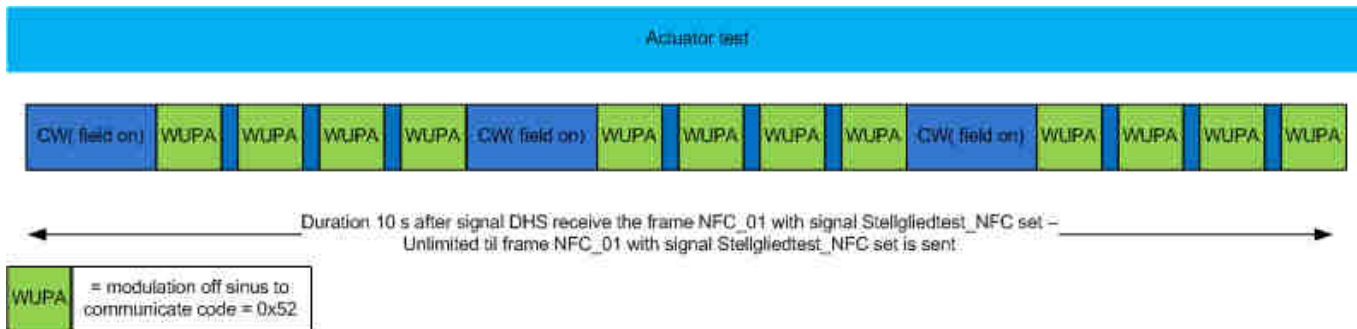 Actuator test
CW( field on) WUPA WUPA WUPA WUPA CW( field on) WUPA WUPA WUPA WUPA CW( field on) WUPA WUPA WUPA WUPA
Duration 10 s after signal DHS receive the frame NFC_01 with signal Stellgliedtest_NFC set –
Unlimited til frame NFC_01 with signal Stellgliedtest_NFC set is sent
WUPA
= modulation off sinus to
communicate code = 0x52